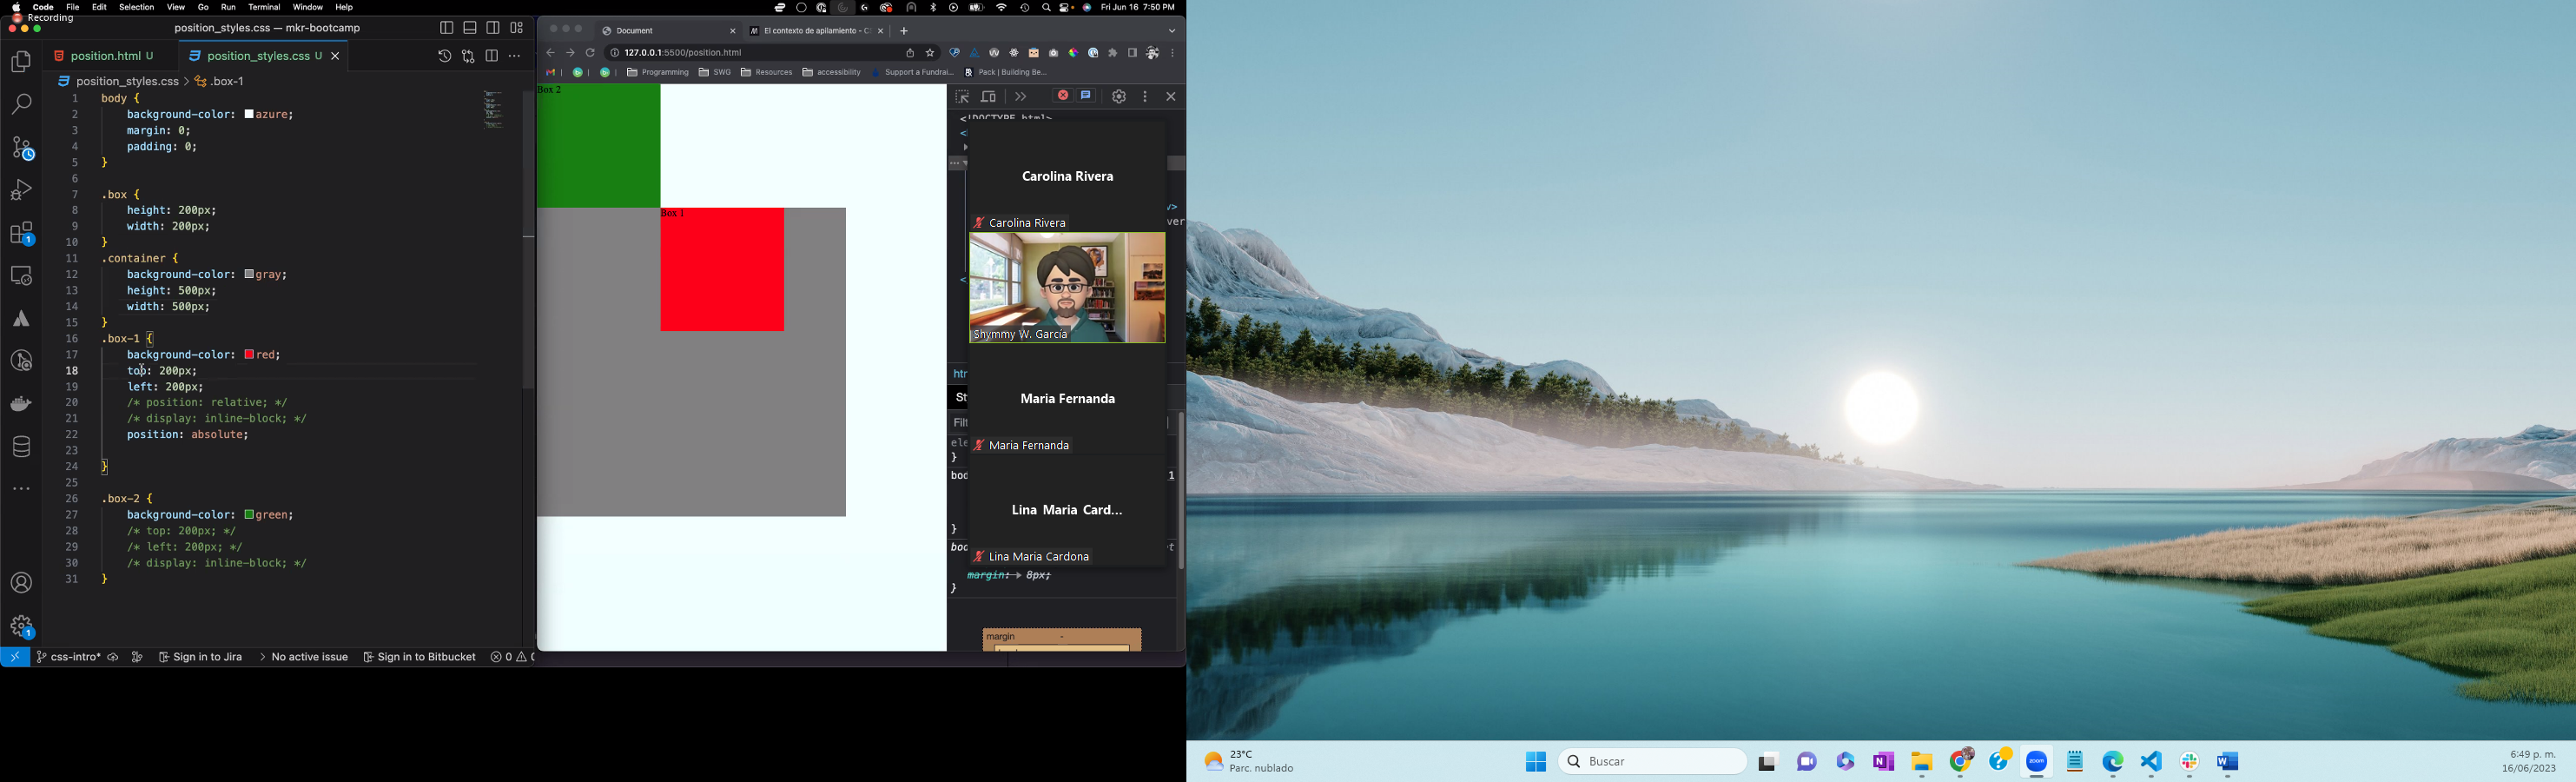 Code File Edit Selection View Go Run Terminal Window Help
Fri Jun 16 7:50 PM
Recording
position_styles.css — mkr-bootcamp
position.html U
position_styles.css U
position_styles.css > .box-1
1 body {
2 background-color: azure;
3 margin: 0;
4 padding: 0;
5 }
6
7 .box {
8 height: 200px;
9 width: 200px;
10 }
11 .container {
12 background-color: gray;
13 height: 500px;
14 width: 500px;
15 }
16 .box-1 {
17 background-color: red;
18 top: 200px;
19 left: 200px;
20 /* position: relative; */
21 /* display: inline-block; */
22 position: absolute;
23
24 }
25
26 .box-2 {
27 background-color: green;
28 /* top: 200px; */
29 /* left: 200px; */
30 /* display: inline-block; */
31 }
css-intro*
Sign in to Jira
No active issue
Sign in to Bitbucket
0
Document
El contexto de apilamiento - C
127.0.0.1:5500/position.html
Programming
SWG
Resources
accessibility
Support a Fundrai...
Pack | Building Be...
Box 2
Box 1
<!DOCTYPE html>
Carolina Rivera
Carolina Rivera
Shymmy W. García
Maria Fernanda
Maria Fernanda
Lina Maria Card...
Lina Maria Cardona
margin: 8px;
}
margin -
23°C
Parc. nublado
Buscar
zoom
6:49 p. m.
16/06/2023